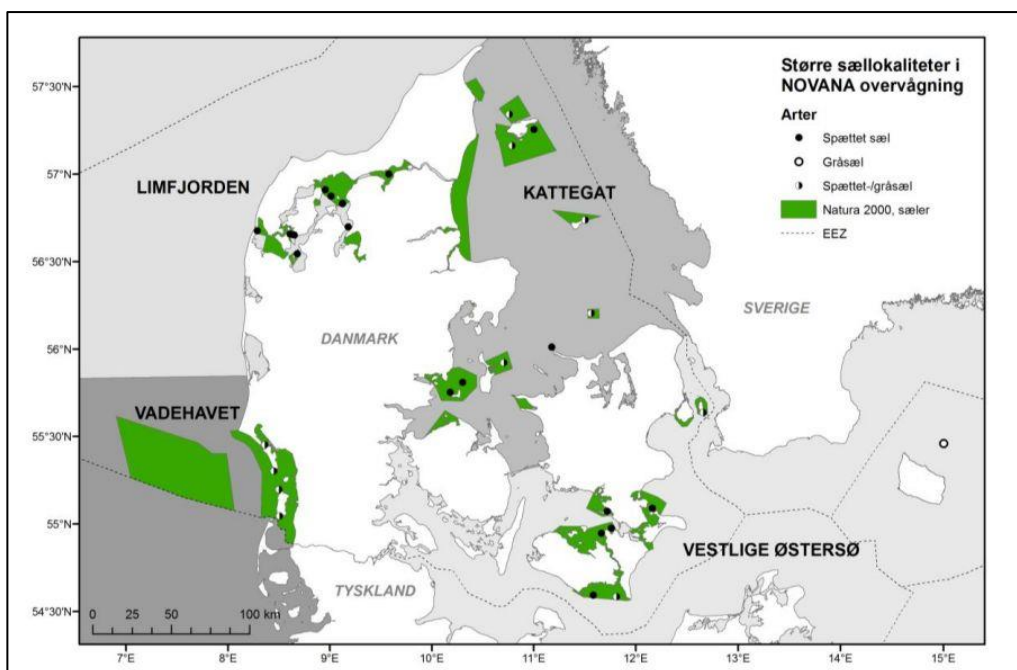 Større sællokaliteter i
NOVANA overvågning
Arter
Spættet sæl
Gråsæl
Spættet-/gråsæl
Natura 2000, sæler
EEZ
LIMFJORDEN
KATTEGAT
SVERIGE
DANMARK
VADEHAVET
VESTLIGE ØSTERSØ
TYSKLAND
57°30'N
57°N
56°30'N
56°N
55°30'N
55°N
54°30'N
0 25 50 100 km
7°E 8°E 9°E 10°E 11°E 12°E 13°E 14°E 15°E